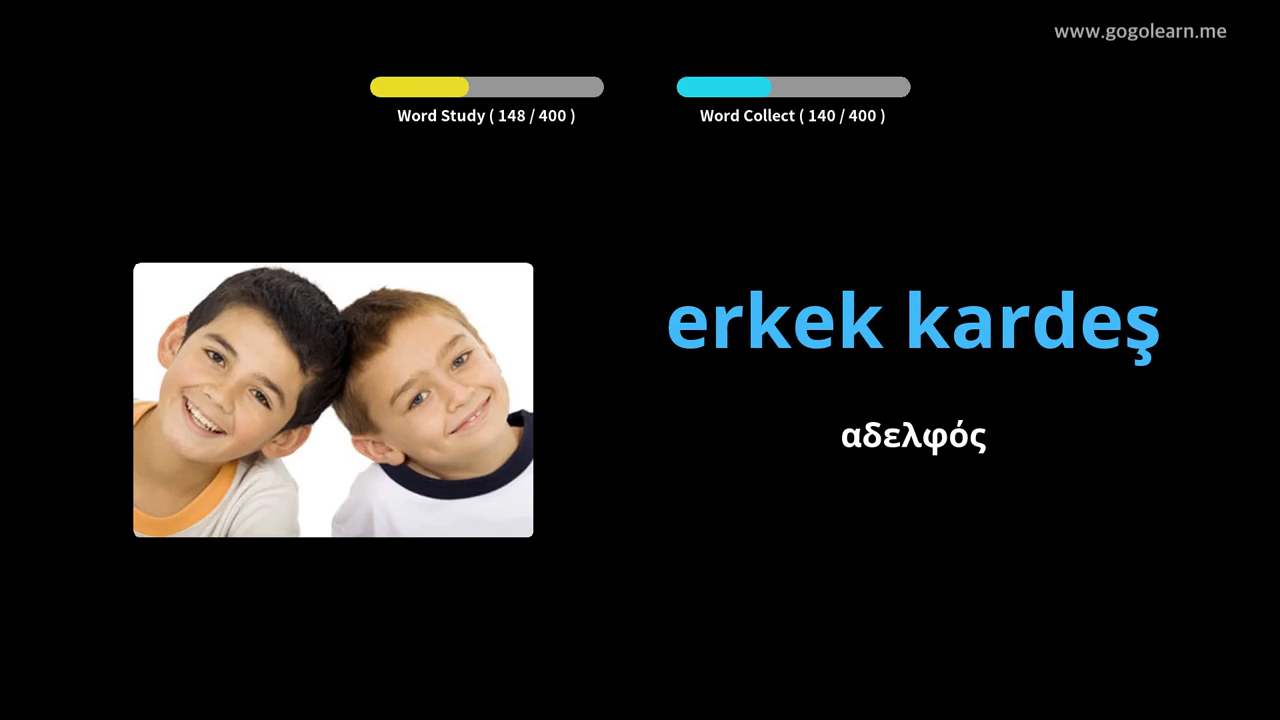 www.gogolearn.me
Word Study ( 148 / 400 )
Word Collect ( 140 / 400 )
erkek kardeş
αδελφός